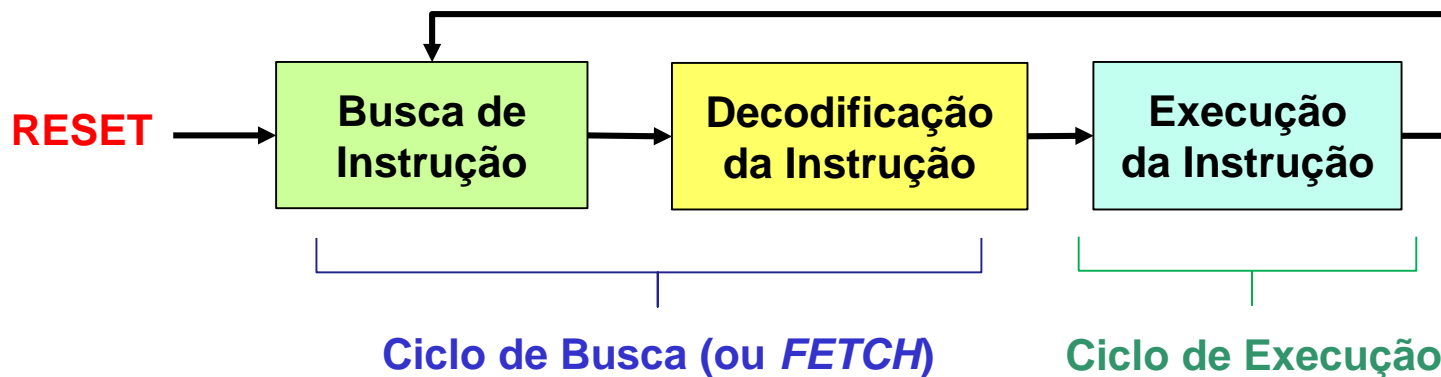 RESET
Busca de
Instrução
Decodificação
da Instrução
Execução
da Instrução
Ciclo de Busca (ou FETCH)
Ciclo de Execução